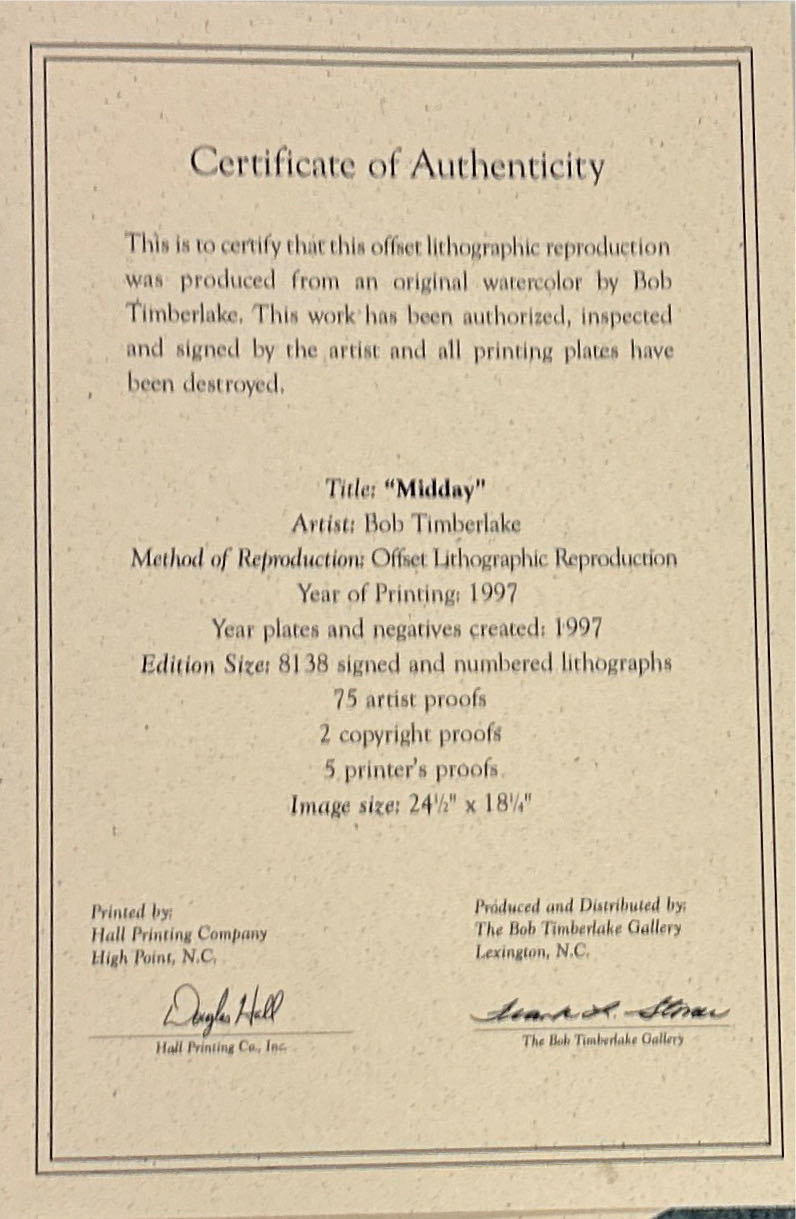 Certificate of Authenticity
This is to certify that this offset lithographic reproduction
was produced from an original watercolor by Bob
Timberlake. This work has been authorized, inspected
and signed by the artist and all printing plates have
been destroyed.
Title: "Midday"
Artist: Bob Timberlake
Method of Reproduction: Offset Lithographic Reproduction
Year of Printing: 1997
Year plates and negatives created: 1997
Edition Size: 8138 signed and numbered lithographs
75 artist proofs
2 copyright proofs
5 printer's proofs
Image size: 24½" x 18¼"
Printed by:
Hall Printing Company
High Point, N.C.
Produced and Distributed by:
The Bob Timberlake Gallery
Lexington, N.C.
Douglas Hall
Hall Printing Co., Inc.
The Bob Timberlake Gallery